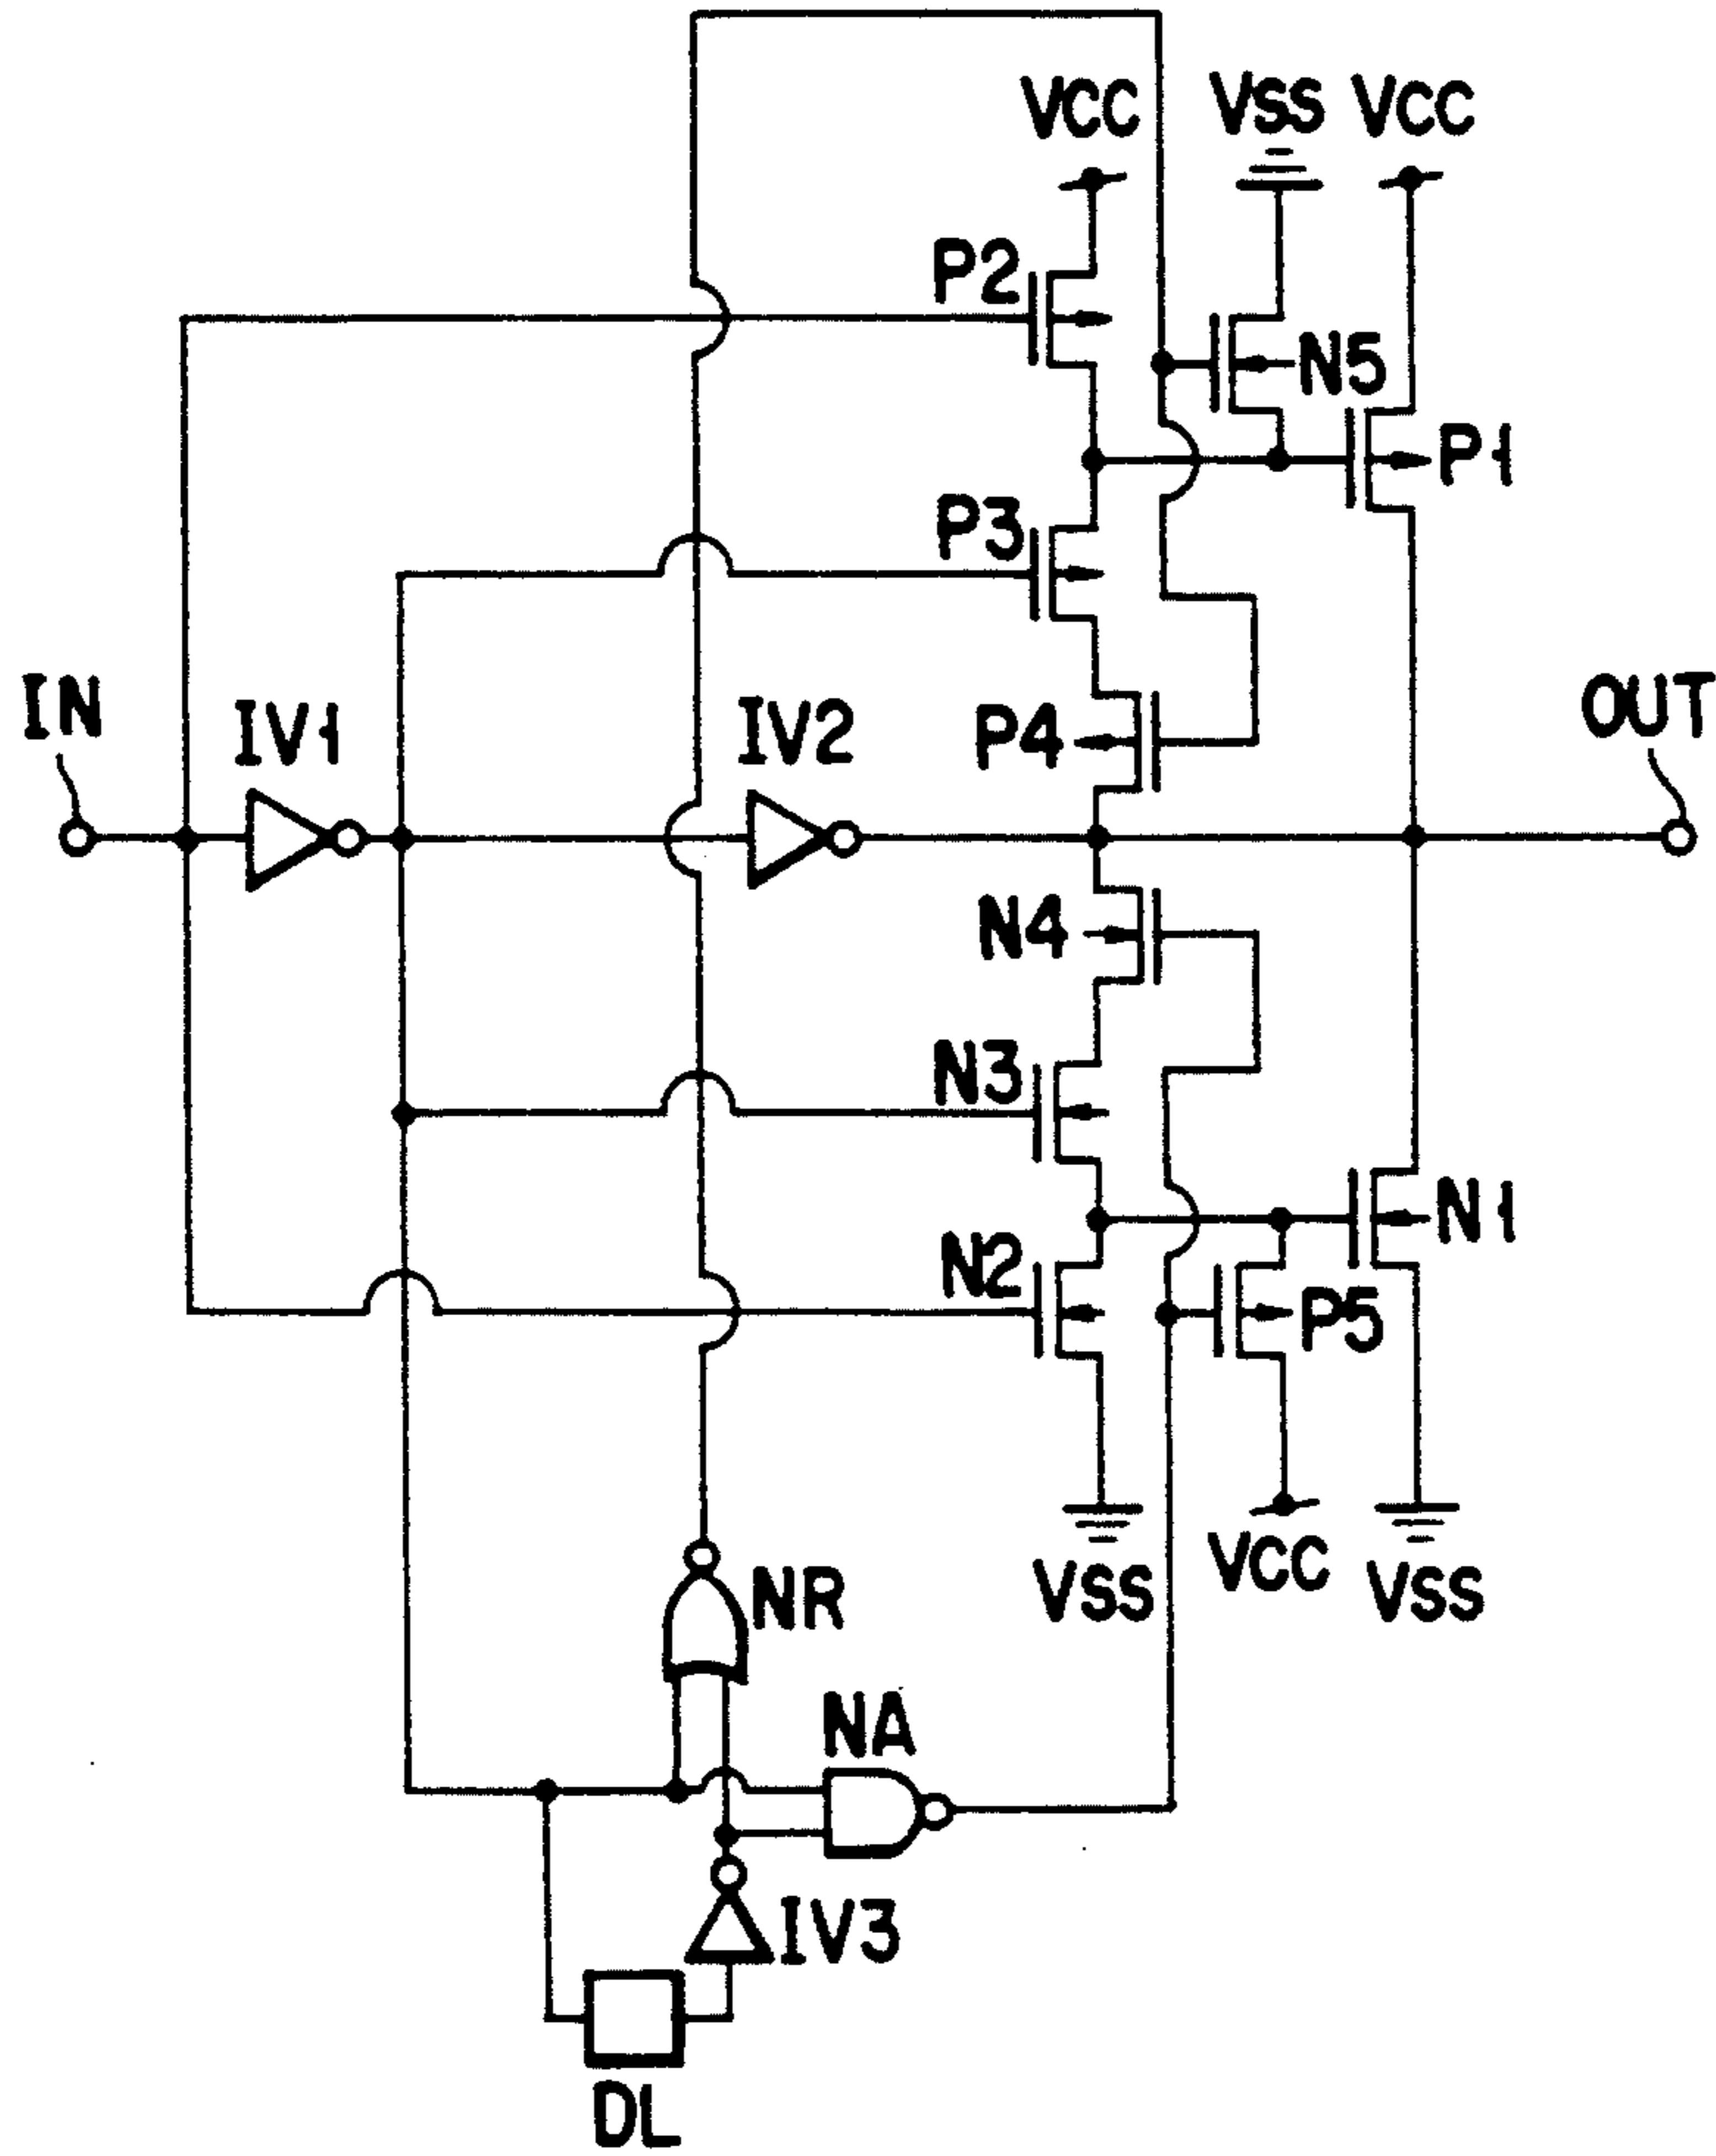 VCC
VSS
VCC
P2
N5
P1
P3
IN
IV1
IV2
P4
OUT
N4
N3
N1
N2
P5
VSS
VCC
VSS
NR
NA
IV3
DL